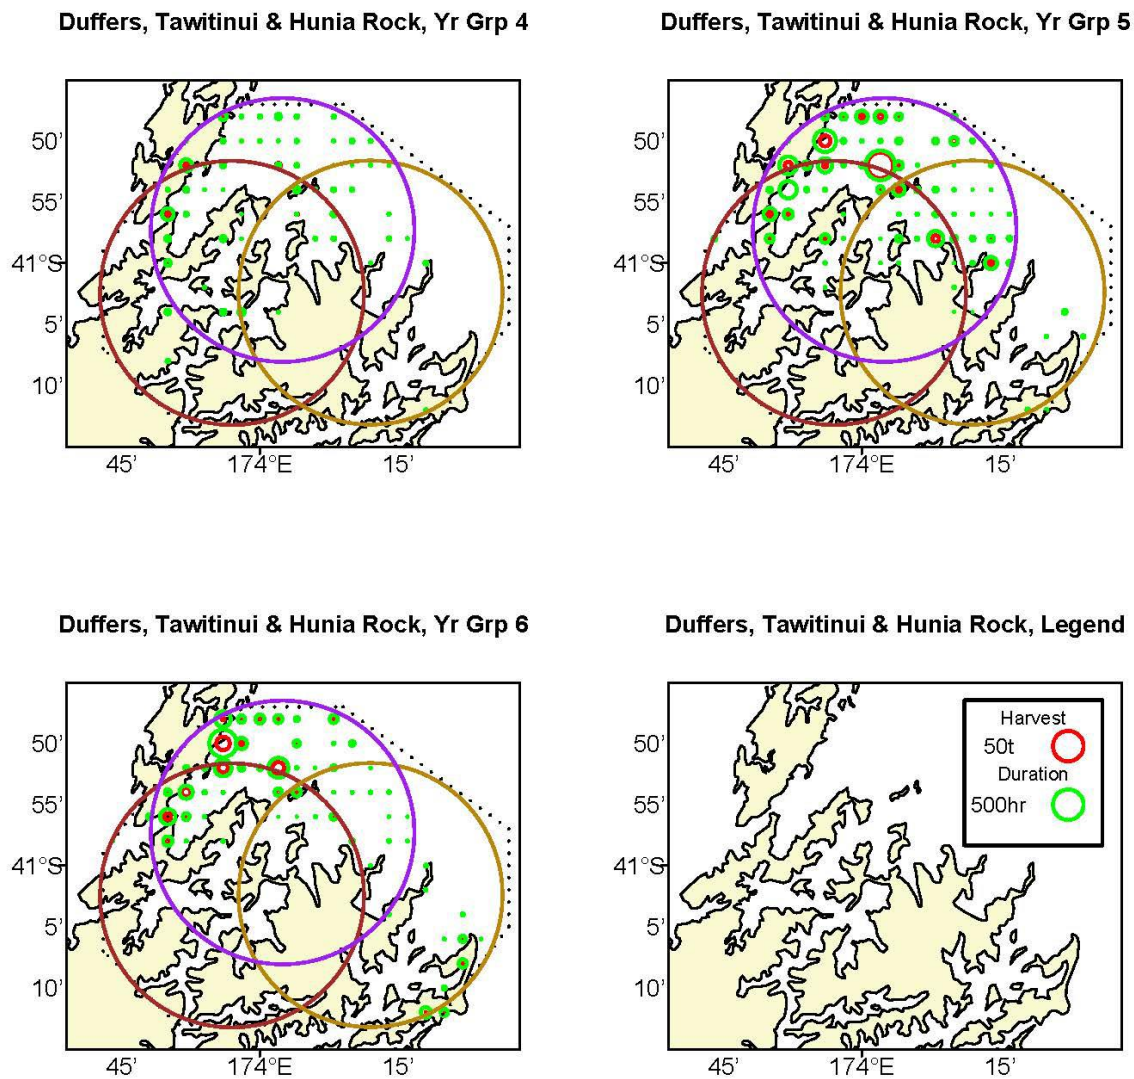 Duffers, Tawitinui & Hunia Rock, Yr Grp 4
50'
55'
41°S
5'
10'
45'
174°E
15'
Duffers, Tawitinui & Hunia Rock, Yr Grp 5
50'
55'
41°S
5'
10'
45'
174°E
15'
Duffers, Tawitinui & Hunia Rock, Yr Grp 6
50'
55'
41°S
5'
10'
45'
174°E
15'
Duffers, Tawitinui & Hunia Rock, Legend
Harvest
50t
Duration
500hr
50'
55'
41°S
5'
10'
45'
174°E
15'